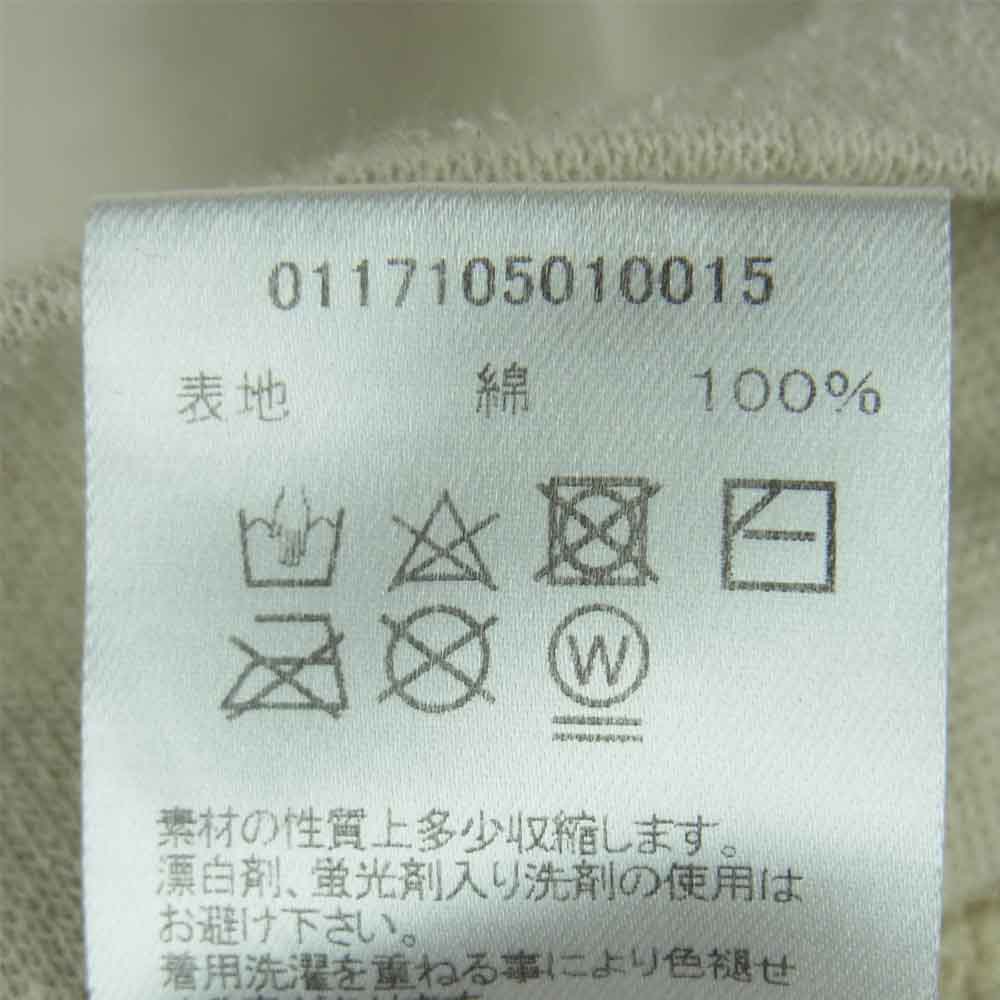 0117105010015
表地 綿 100%
W
素材の性質上多少収縮します。
漂白剤、蛍光剤入り洗剤の使用は
お避け下さい。
着用洗濯を重ねる事により色褪せ